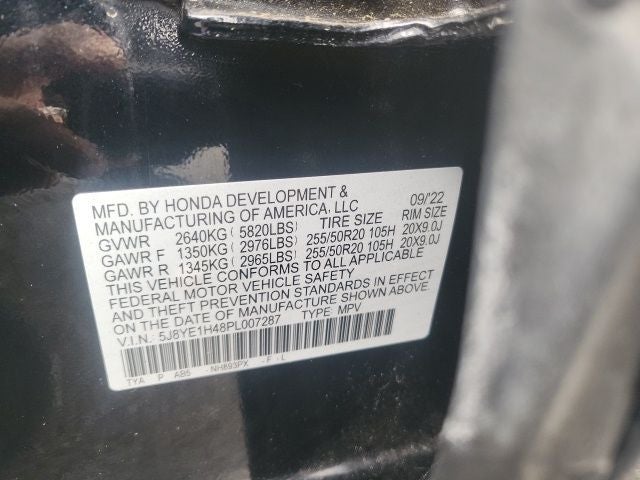 MFD. BY HONDA DEVELOPMENT & 09/'22
MANUFACTURING OF AMERICA, LLC
GVWR 2640KG ( 5820LBS) TIRE SIZE RIM SIZE
GAWR F 1350KG ( 2976LBS) 255/50R20 105H 20X9.0J
GAWR R 1345KG ( 2965LBS) 255/50R20 105H 20X9.0J
THIS VEHICLE CONFORMS TO ALL APPLICABLE
FEDERAL MOTOR VEHICLE SAFETY
AND THEFT PREVENTION STANDARDS IN EFFECT
ON THE DATE OF MANUFACTURE SHOWN ABOVE.
V.I.N.: 5J8YE1H48PL007287 TYPE: MPV
TYA P AB5 -NH893PX -F L